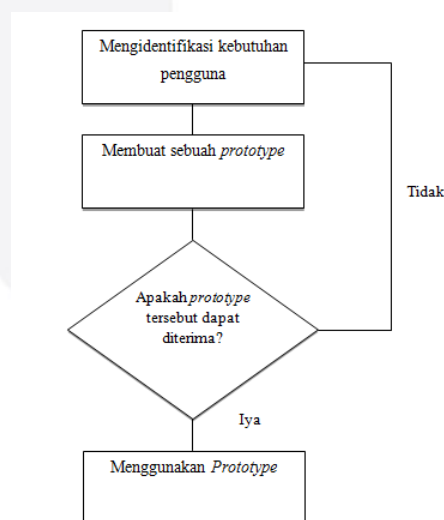 Mengidentifikasi kebutuhan
pengguna
Membuat sebuah prototype
Tidak
Apakah prototype
tersebut dapat
diterima?
Iya
Menggunakan Prototype